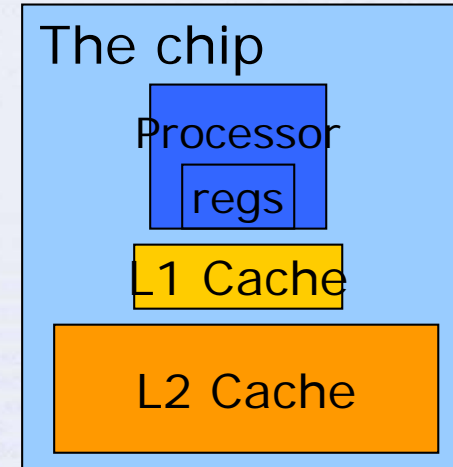 The chip
Processor
regs
L1 Cache
L2 Cache